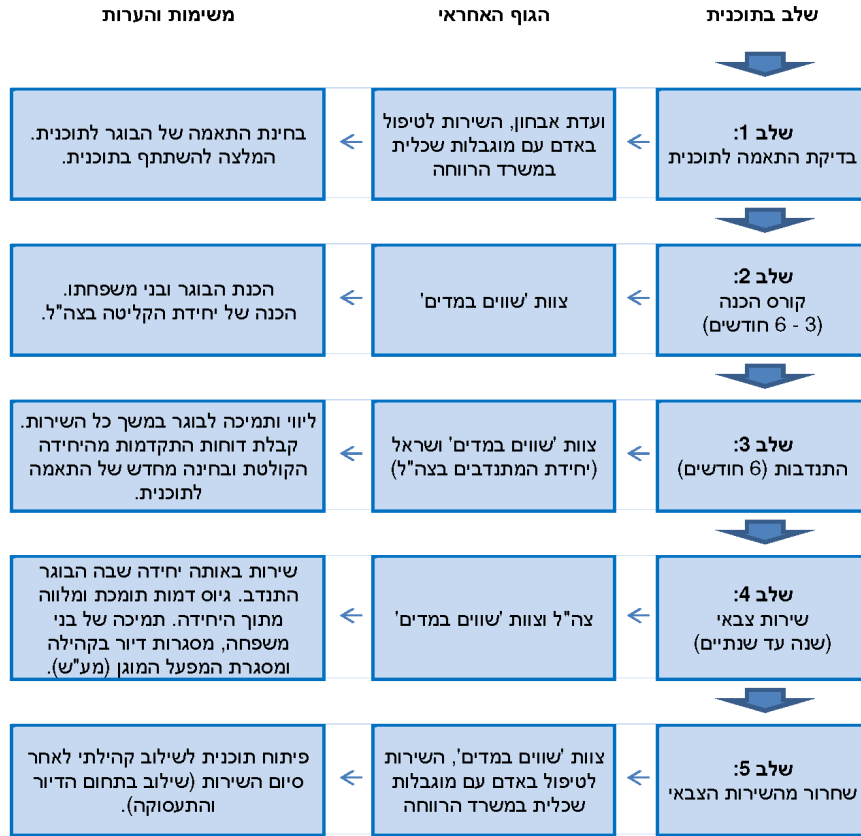 שלב בתוכנית
הגוף האחראי
משימות והערות
שלב 1:
בדיקת התאמה לתוכנית
ועדת אבחון, השירות לטיפול
באדם עם מוגבלות שכלית
במשרד הרווחה
בחינת התאמה של הבוגר לתוכנית.
המלצה להשתתף בתוכנית.
שלב 2:
קורס הכנה
(3 - 6 חודשים)
צוות 'שווים במדים'
הכנת הבוגר ובני משפחתו.
הכנה של יחידת הקליטה בצה"ל.
שלב 3:
התנדבות (6 חודשים)
צוות 'שווים במדים' ושראל
(יחידת המתנדבים בצה"ל)
ליווי ותמיכה לבוגר במשך כל השירות.
קבלת דוחות התקדמות מהיחידה
הקולטת ובחינה מחדש של התאמה
לתוכנית.
שלב 4:
שירות צבאי
(שנה עד שנתיים)
צה"ל וצוות 'שווים במדים'
שירות באותה יחידה שבה הבוגר
התנדב. גיוס דמות תומכת ומלווה
מתוך היחידה. תמיכה של בני
משפחה, מסגרות דיור בקהילה
ומסגרת המפעל המוגן (מע"ש).
שלב 5:
שחרור מהשירות הצבאי
צוות 'שווים במדים', השירות
לטיפול באדם עם מוגבלות
שכלית במשרד הרווחה
פיתוח תוכנית לשילוב קהילתי לאחר
סיום השירות (שילוב בתחום הדיור
והתעסוקה).